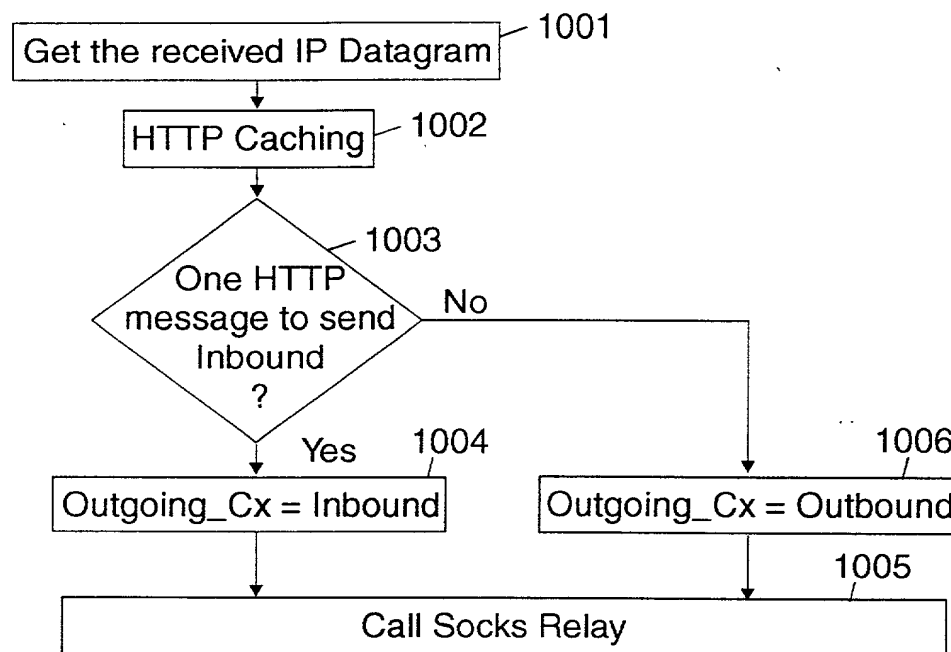 1001
Get the received IP Datagram
1002
HTTP Caching
1003
One HTTP
message to send
Inbound
?
No
Yes
1004
Outgoing_Cx = Inbound
1006
Outgoing_Cx = Outbound
1005
Call Socks Relay